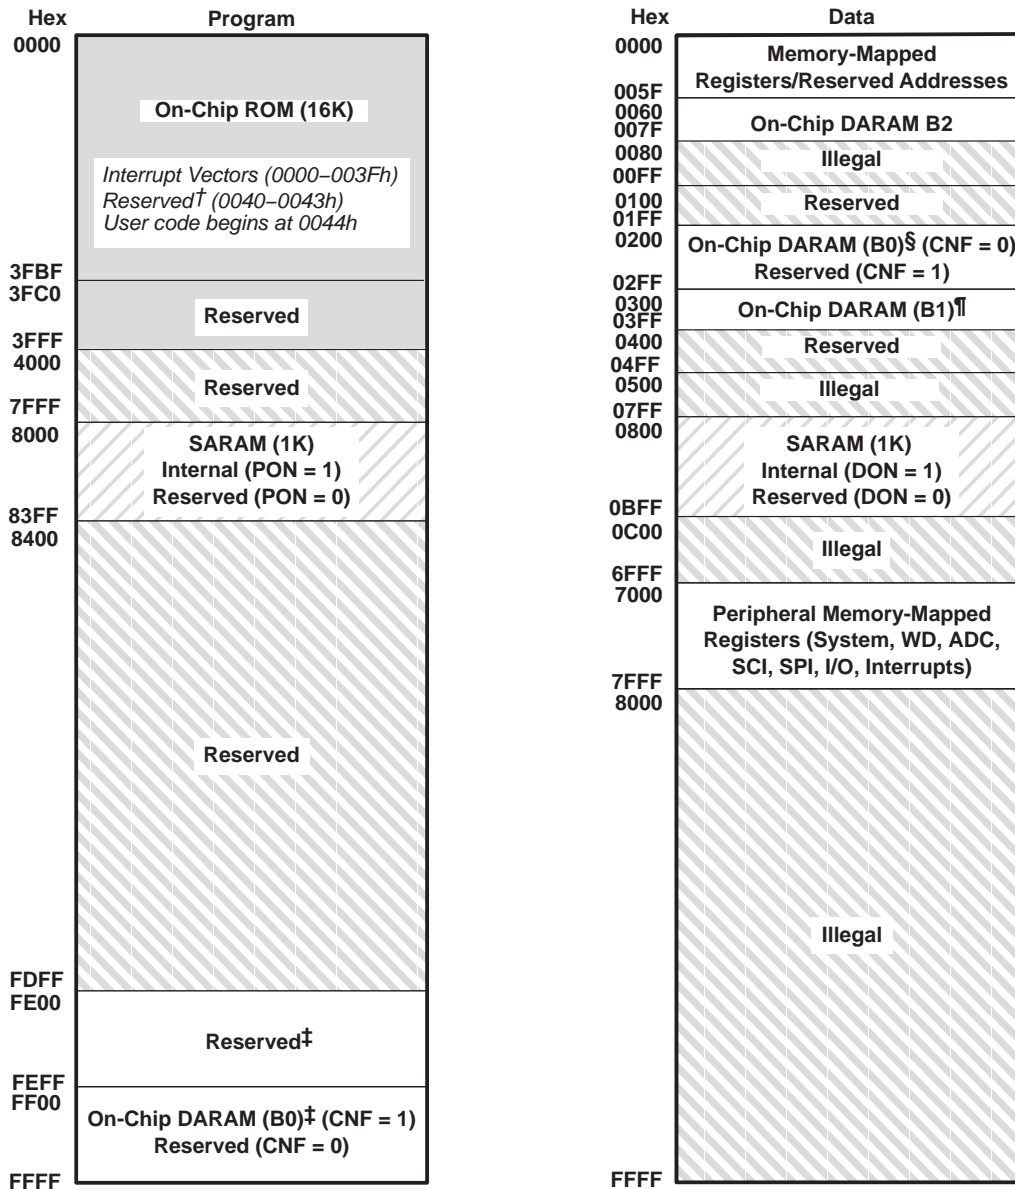 Hex
Program
0000
On-Chip ROM (16K)
Interrupt Vectors (0000–003Fh)
Reserved† (0040–0043h)
User code begins at 0044h
3FBF
3FC0
Reserved
3FFF
4000
Reserved
7FFF
8000
SARAM (1K)
Internal (PON = 1)
Reserved (PON = 0)
83FF
8400
Reserved
FDFF
FE00
Reserved‡
FEFF
FF00
On-Chip DARAM (B0)‡ (CNF = 1)
Reserved (CNF = 0)
FFFF
Hex
Data
0000
Memory-Mapped
Registers/Reserved Addresses
005F
0060
On-Chip DARAM B2
007F
0080
Illegal
00FF
0100
Reserved
01FF
0200
On-Chip DARAM (B0)§ (CNF = 0)
Reserved (CNF = 1)
02FF
0300
On-Chip DARAM (B1)¶
03FF
0400
Reserved
04FF
0500
Illegal
07FF
0800
SARAM (1K)
Internal (DON = 1)
Reserved (DON = 0)
0BFF
0C00
Illegal
6FFF
7000
Peripheral Memory-Mapped
Registers (System, WD, ADC,
SCI, SPI, I/O, Interrupts)
7FFF
8000
Illegal
FFFF